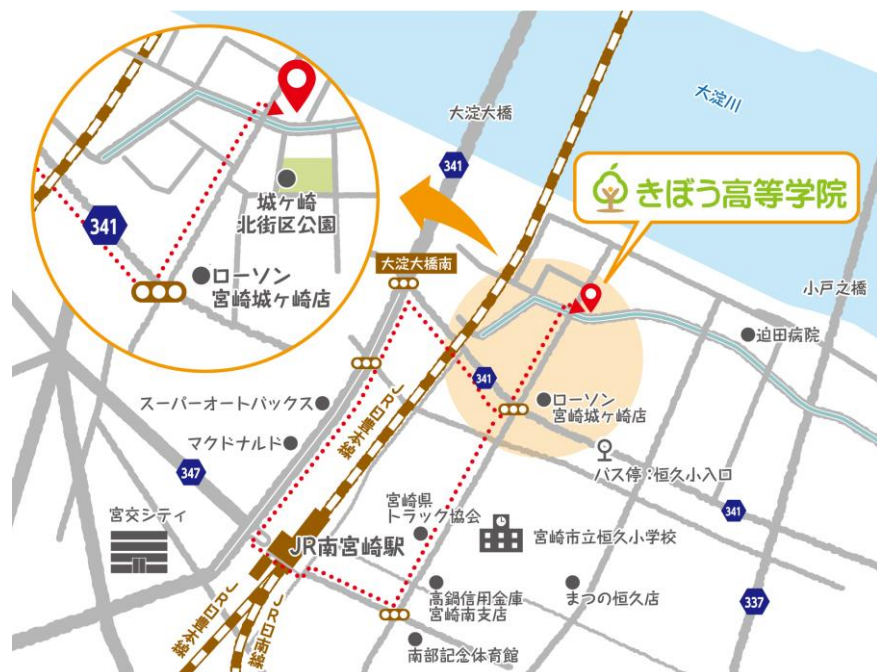 大淀川
大淀大橋
341
きぼう高等学院
341
城ヶ崎
北街区公園
ローソン
宮崎城ヶ崎店
大淀大橋南
小戸之橋
迫田病院
341
ローソン
宮崎城ヶ崎店
スーパーオートバックス
JR日豊本線
マクドナルド
バス停:恒久小入口
347
341
宮交シティ
宮崎県
トラック協会
JR南宮崎駅
宮崎市立恒久小学校
JR日豊本線
JR日南線
高鍋信用金庫
宮崎南支店
まつの恒久店
337
南部記念体育館